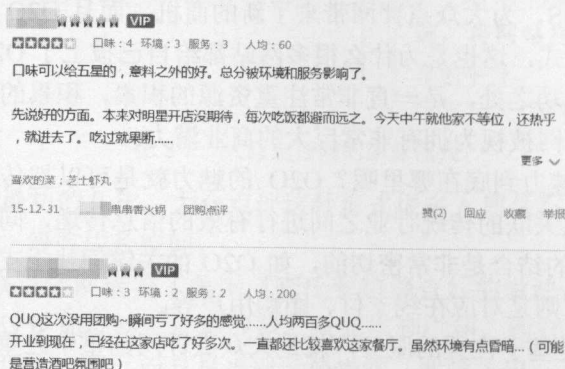 VIP
口味：4 环境：3 服务：3 人均：60
口味可以给五星的，意料之外的好。总分被环境和服务影响了。
先说好的方面。本来对明星开店没期待，每次吃饭都避而远之。今天中午就他家不等位，还热乎
，就进去了。吃过就果断......
更多
喜欢的菜：芝士虾丸
15-12-31 串串香火锅 团购点评 赞(2) 回应 收藏 举报
VIP
口味：3 环境：2 服务：2 人均：200
QUQ这次没用团购~瞬间亏了好多的感觉......人均两百多QUQ......
开业到现在，已经在这家店吃了好多次。一直都还比较喜欢这家餐厅。虽然环境有点昏暗...（可能
是营造酒吧氛围吧）